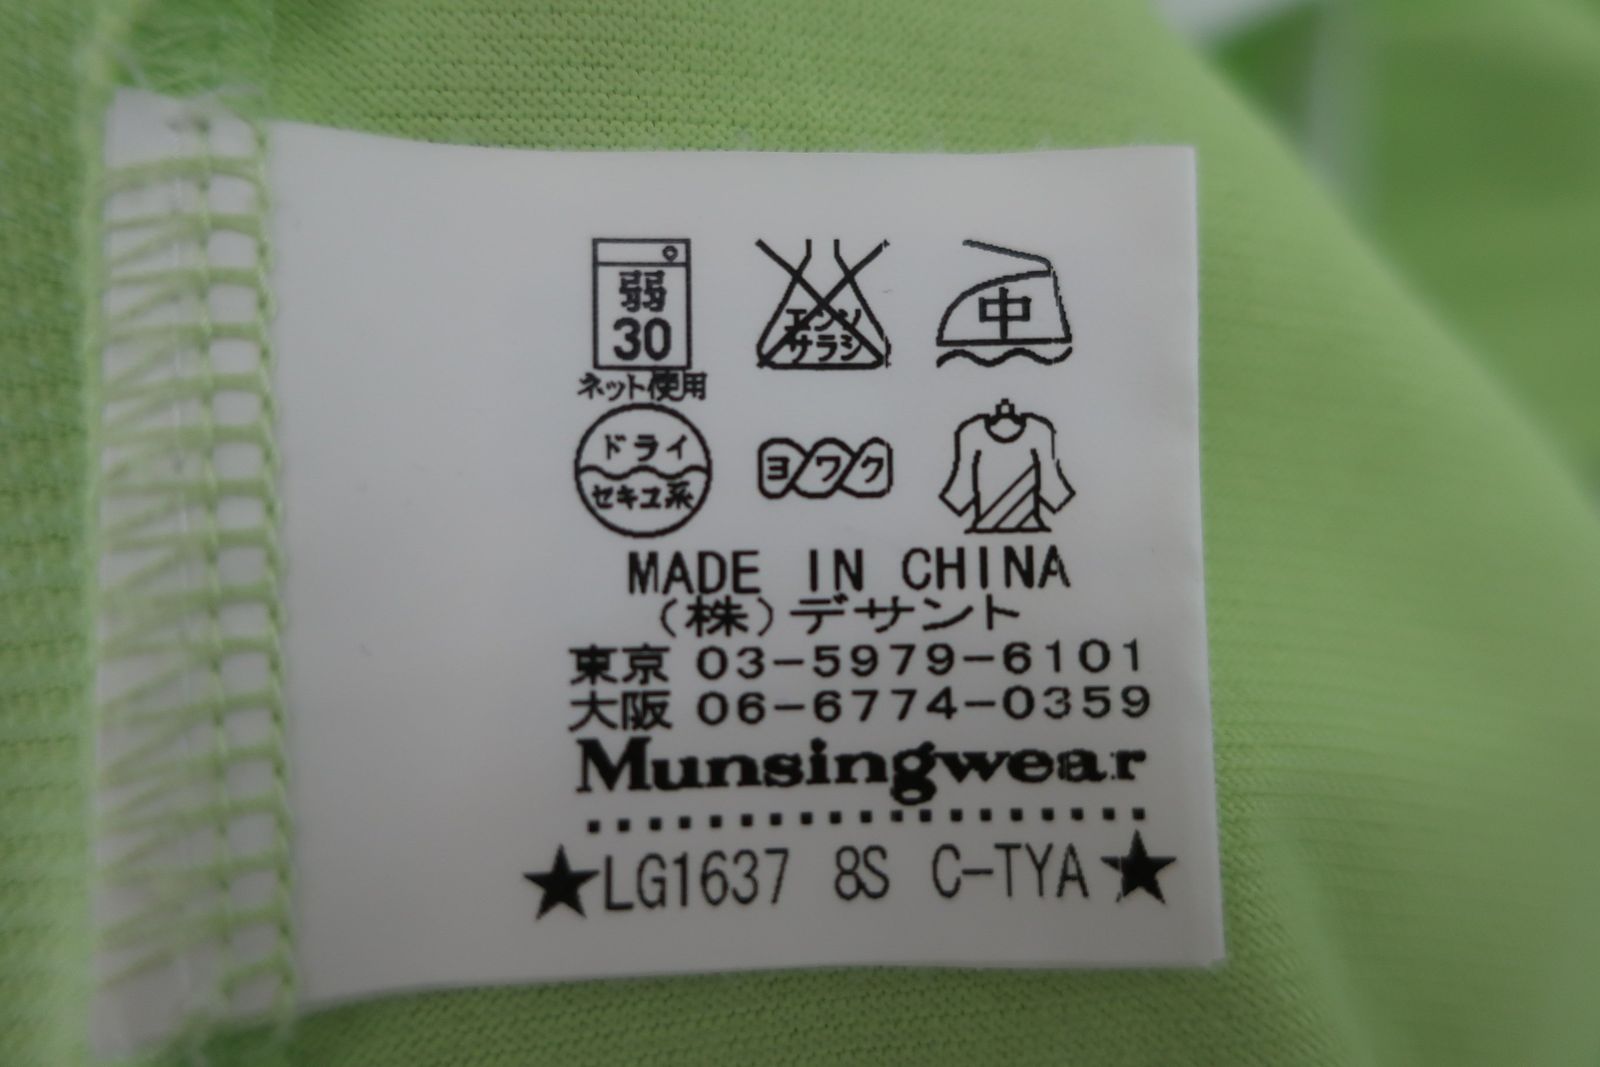 弱
30
ネット使用
エンソ
サラシ
中
ドライ
セキユ系
ヨワク
MADE IN CHINA
(株)デサント
東京 03-5979-6101
大阪 06-6774-0359
Munsingwear
★LG1637 8S C-TYA★